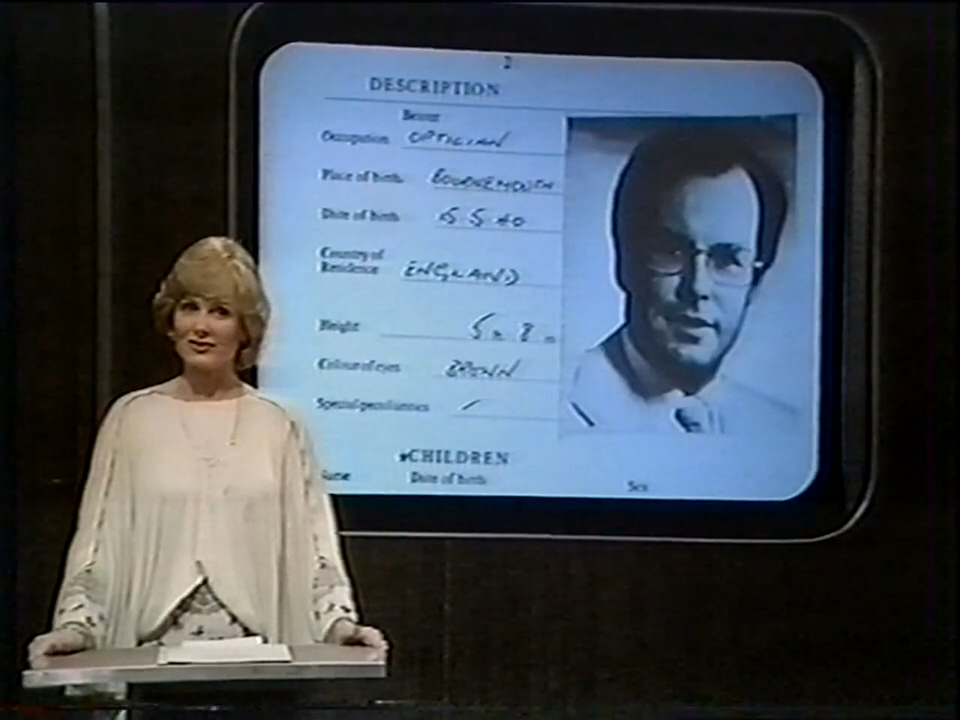 2
DESCRIPTION
Bearer
Occupation OPTICIAN
Place of birth BOURNEMOUTH
Date of birth 5 5 40
Country of
Residence ENGLAND
Height 5 ft 8 in
Colour of eyes BROWN
Special peculiarities /
CHILDREN
Name Date of birth Sex